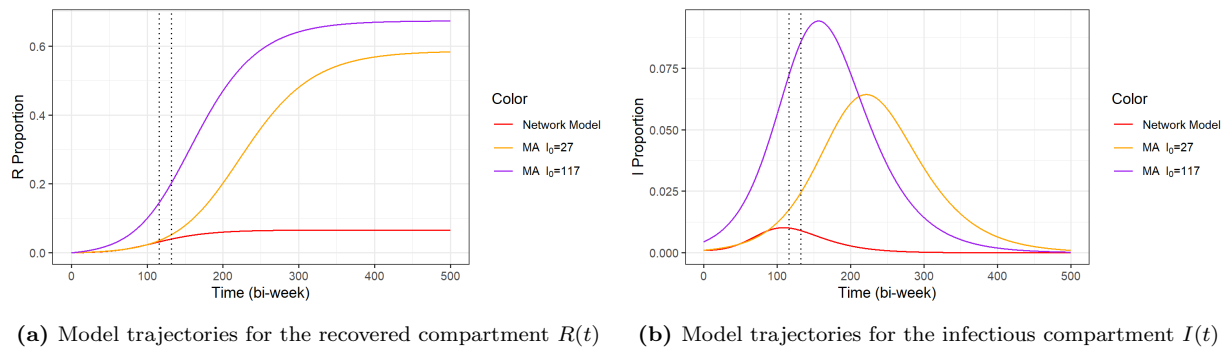 R Proportion
0.6
0.4
0.2
0.0
0
100
200
300
400
500
Time (bi-week)
Color
Network Model
MA I₀=27
MA I₀=117
(a) Model trajectories for the recovered compartment R(t)
I Proportion
0.075
0.050
0.025
0.000
0
100
200
300
400
500
Time (bi-week)
Color
Network Model
MA I₀=27
MA I₀=117
(b) Model trajectories for the infectious compartment I(t)